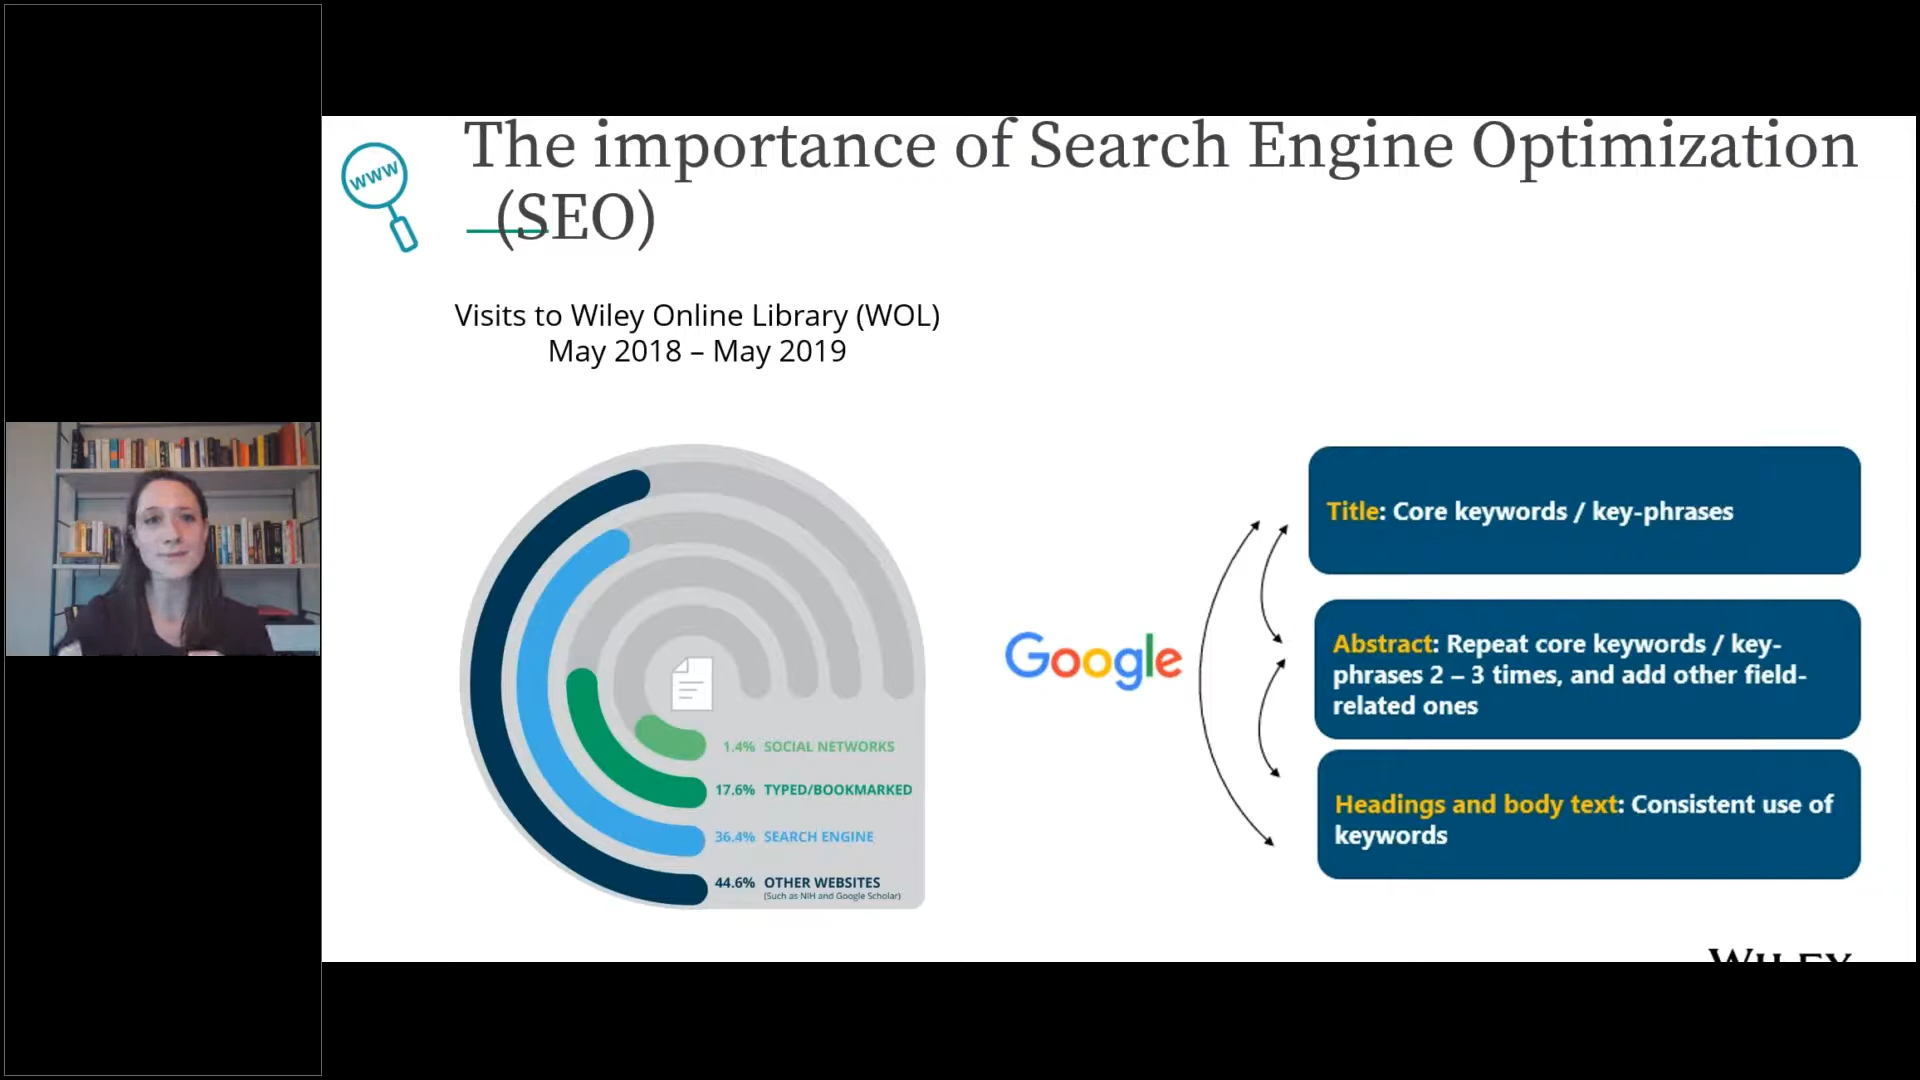 www
The importance of Search Engine Optimization
(SEO)
Visits to Wiley Online Library (WOL)
May 2018 – May 2019
1.4% SOCIAL NETWORKS
17.6% TYPED/BOOKMARKED
36.4% SEARCH ENGINE
44.6% OTHER WEBSITES
(Such as NIH and Google Scholar)
Google
Title: Core keywords / key-phrases
Abstract: Repeat core keywords / key-
phrases 2 – 3 times, and add other field-
related ones
Headings and body text: Consistent use of
keywords
WILEY